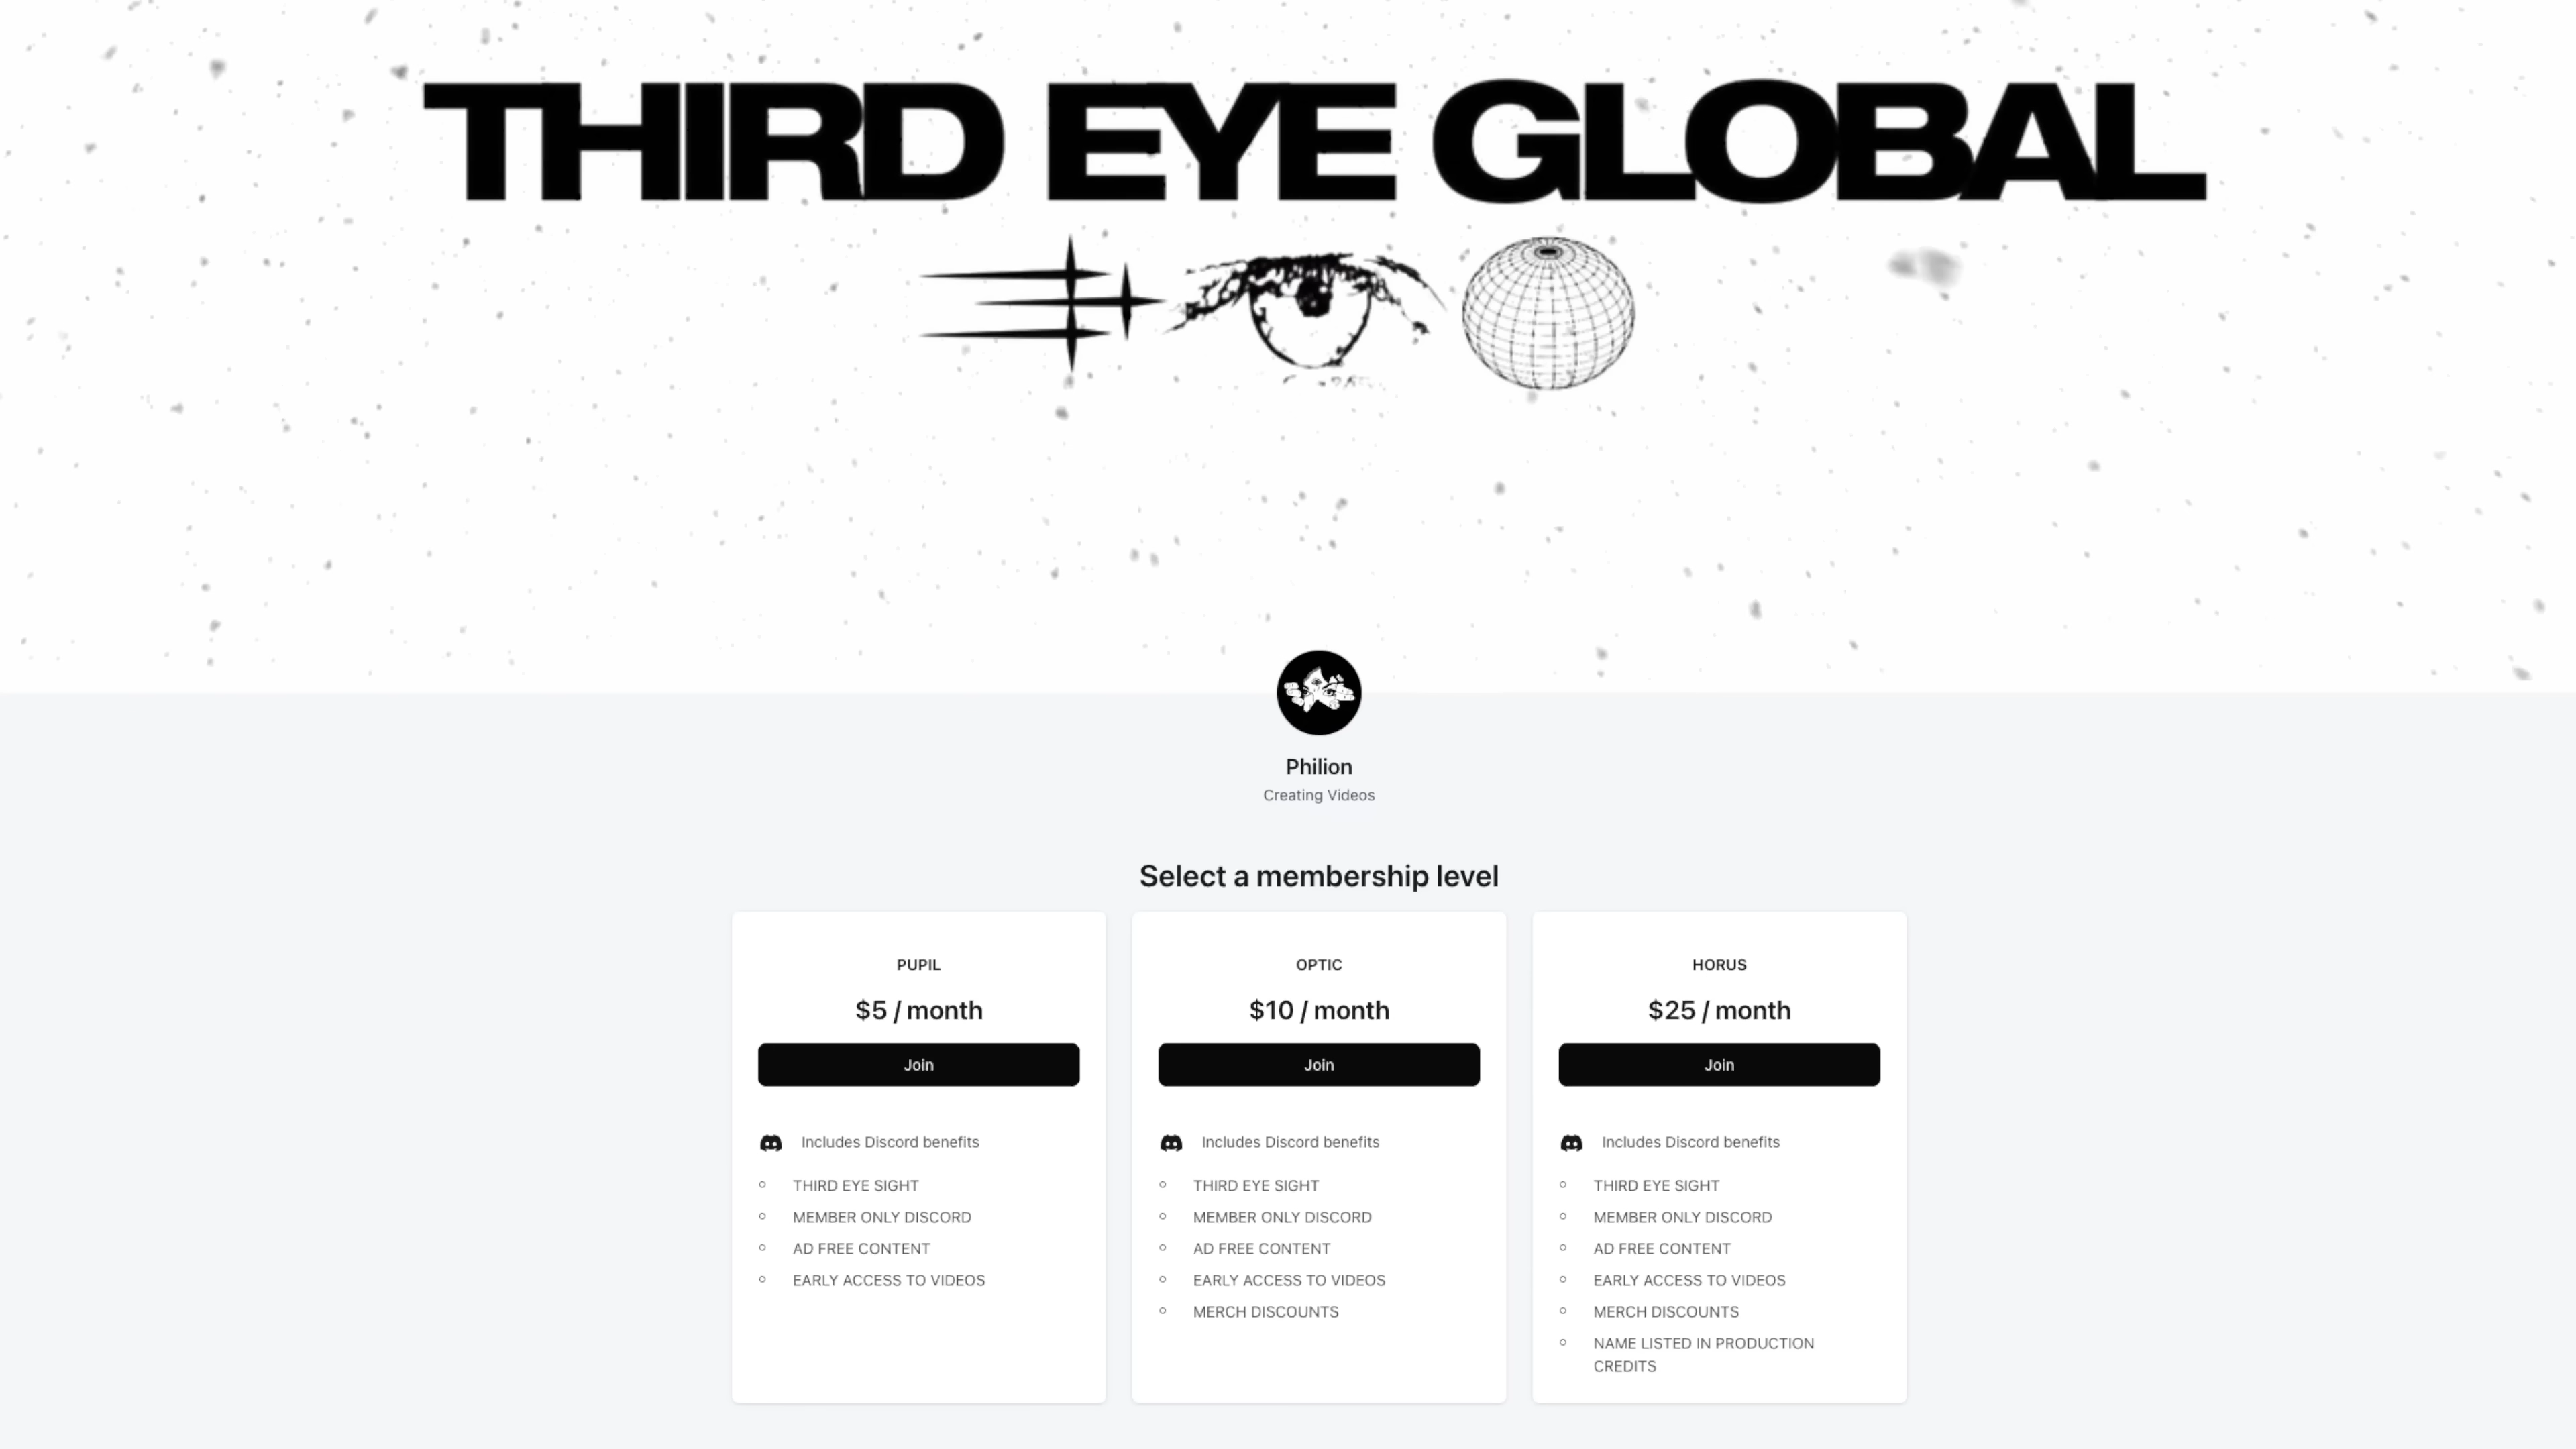 THIRD EYE GLOBAL
Philion
Creating Videos
Select a membership level
PUPIL
$5 / month
Join
Includes Discord benefits
THIRD EYE SIGHT
MEMBER ONLY DISCORD
AD FREE CONTENT
EARLY ACCESS TO VIDEOS
OPTIC
$10 / month
Join
Includes Discord benefits
THIRD EYE SIGHT
MEMBER ONLY DISCORD
AD FREE CONTENT
EARLY ACCESS TO VIDEOS
MERCH DISCOUNTS
HORUS
$25 / month
Join
Includes Discord benefits
THIRD EYE SIGHT
MEMBER ONLY DISCORD
AD FREE CONTENT
EARLY ACCESS TO VIDEOS
MERCH DISCOUNTS
NAME LISTED IN PRODUCTION
CREDITS